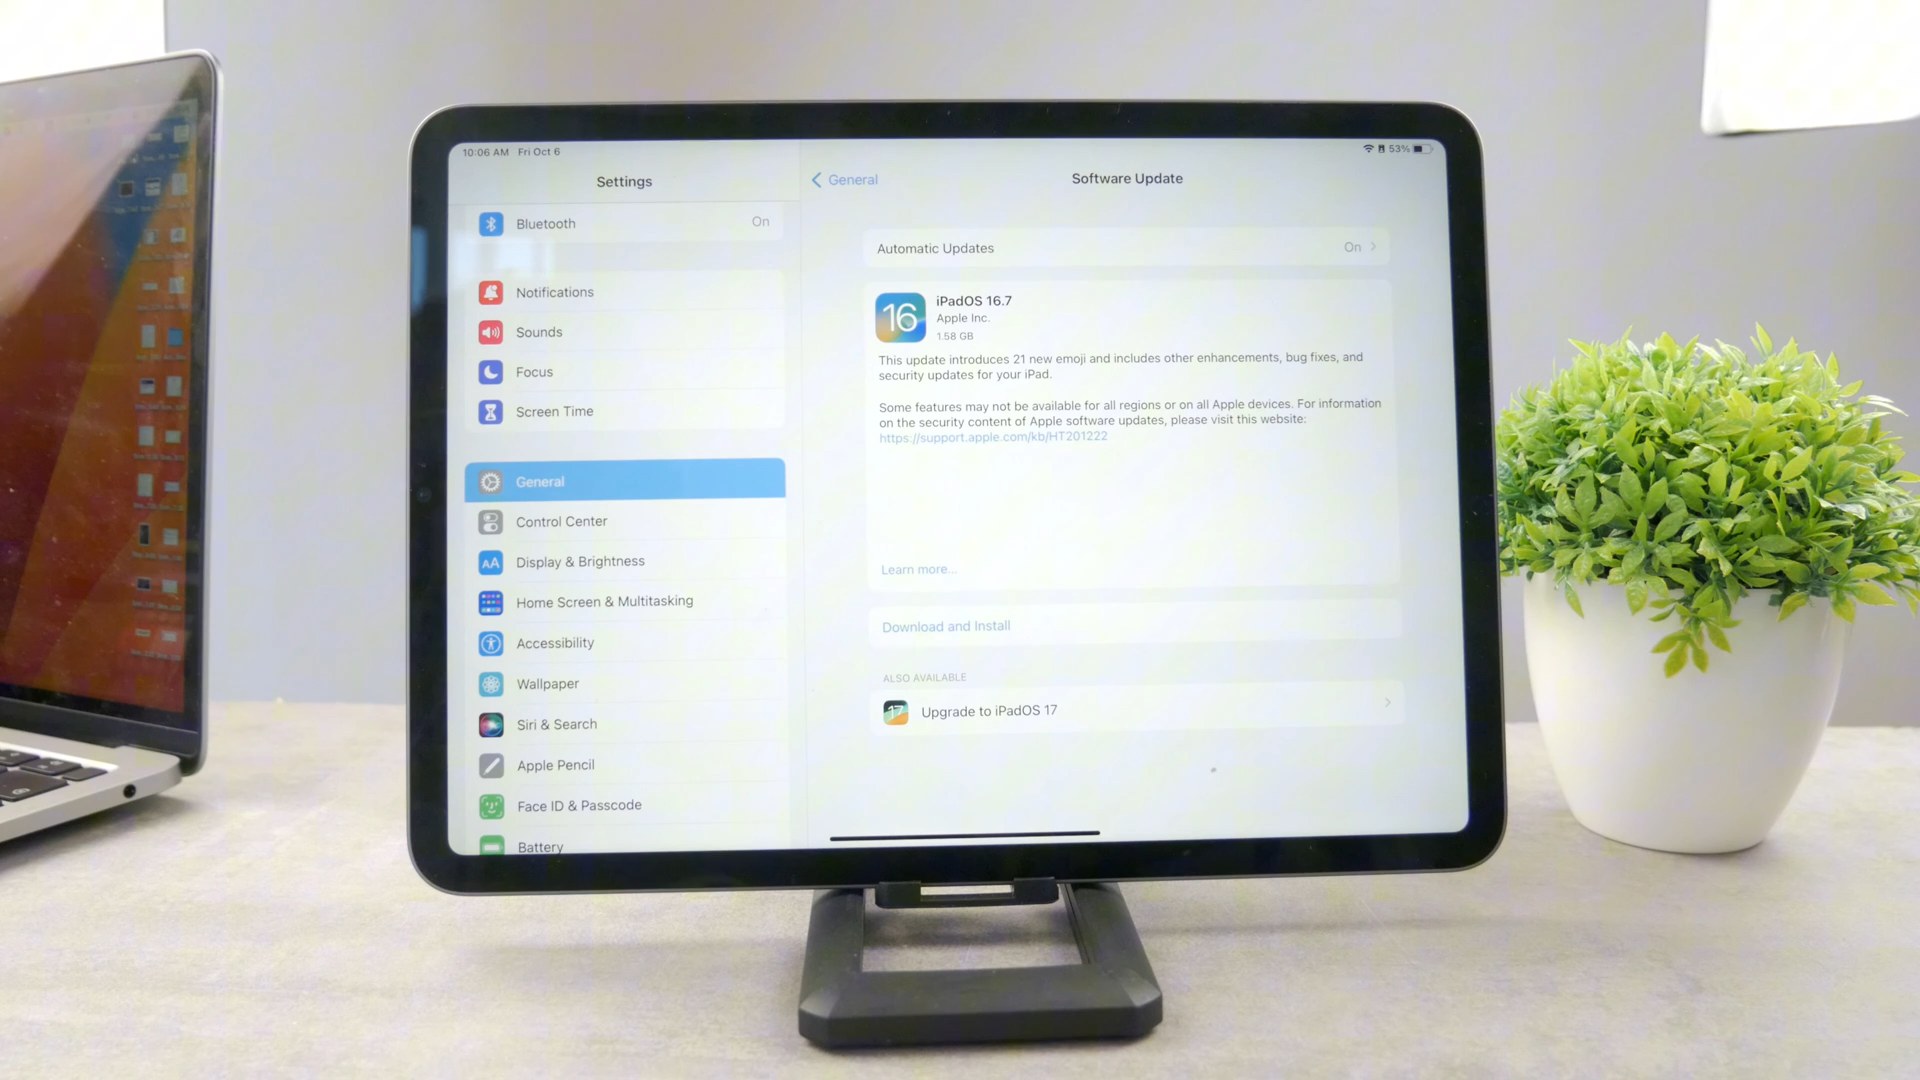 10:06 AM Fri Oct 6
53%
Settings
Bluetooth On
Notifications
Sounds
Focus
Screen Time
General
Control Center
AA Display & Brightness
Home Screen & Multitasking
Accessibility
Wallpaper
Siri & Search
Apple Pencil
Face ID & Passcode
Battery
General
Software Update
Automatic Updates On
16
iPadOS 16.7
Apple Inc.
1.58 GB
This update introduces 21 new emoji and includes other enhancements, bug fixes, and
security updates for your iPad.
Some features may not be available for all regions or on all Apple devices. For information
on the security content of Apple software updates, please visit this website:
https://support.apple.com/kb/HT201222
Learn more...
Download and Install
ALSO AVAILABLE
17 Upgrade to iPadOS 17